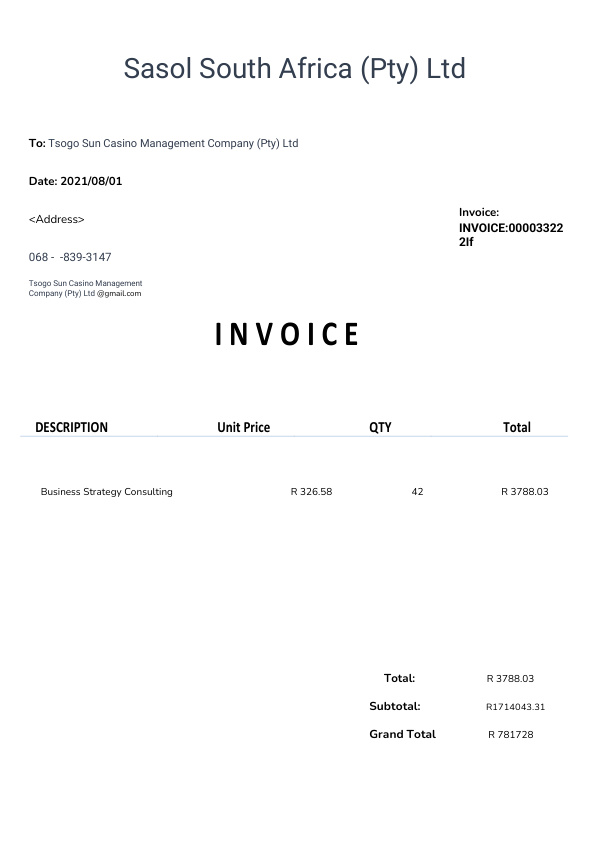 Sasol South Africa (Pty) Ltd
To: Tsogo Sun Casino Management Company (Pty) Ltd
Date: 2021/08/01
<Address>
Invoice:
INVOICE:00003322
2If
068 - -839-3147
Tsogo Sun Casino Management
Company (Pty) Ltd @gmail.com
INVOICE
DESCRIPTION Unit Price QTY Total
Business Strategy Consulting R 326.58 42 R 3788.03
Total: R 3788.03
Subtotal: R1714043.31
Grand Total R 781728